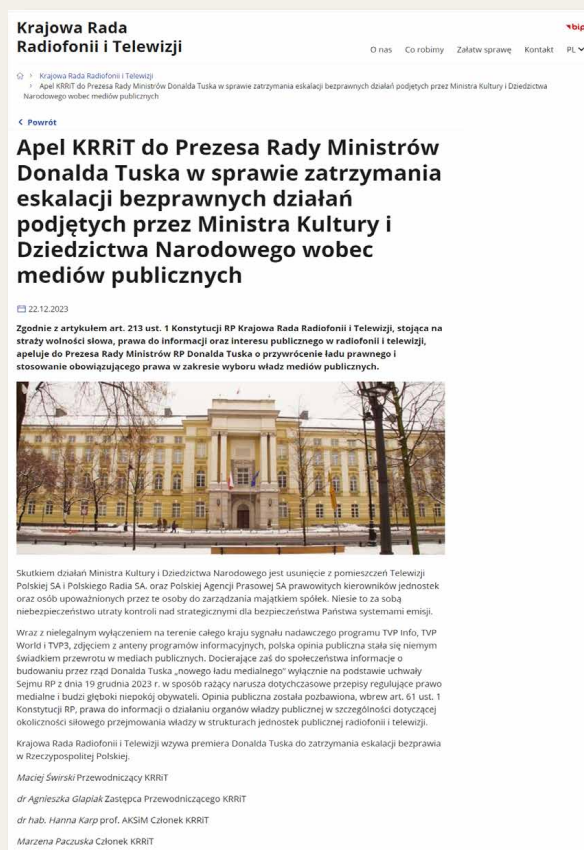 Krajowa Rada
Radiofonii i Telewizji
bip
O nas Co robimy Załatw sprawę Kontakt PL
Krajowa Rada Radiofonii i Telewizji
Apel KRRiT do Prezesa Rady Ministrów Donalda Tuska w sprawie zatrzymania eskalacji bezprawnych działań podjętych przez Ministra Kultury i Dziedzictwa
Narodowego wobec mediów publicznych
Powrót
Apel KRRiT do Prezesa Rady Ministrów
Donalda Tuska w sprawie zatrzymania
eskalacji bezprawnych działań
podjętych przez Ministra Kultury i
Dziedzictwa Narodowego wobec
mediów publicznych
22.12.2023
Zgodnie z artykułem art. 213 ust. 1 Konstytucji RP Krajowa Rada Radiofonii i Telewizji, stojąca na
straży wolności słowa, prawa do informacji oraz interesu publicznego w radiofonii i telewizji,
apeluje do Prezesa Rady Ministrów RP Donalda Tuska o przywrócenie ładu prawnego i
stosowanie obowiązującego prawa w zakresie wyboru władz mediów publicznych.
Skutkiem działań Ministra Kultury i Dziedzictwa Narodowego jest usunięcie z pomieszczeń Telewizji
Polskiej SA i Polskiego Radia SA. oraz Polskiej Agencji Prasowej SA prawowitych kierowników jednostek
oraz osób upoważnionych przez te osoby do zarządzania majątkiem spółek. Niesie to za sobą
niebezpieczeństwo utraty kontroli nad strategicznymi dla bezpieczeństwa Państwa systemami emisji.
Wraz z nielegalnym wyłączeniem na terenie całego kraju sygnału nadawczego programu TVP Info, TVP
World i TVP3, zdjęciem z anteny programów informacyjnych, polska opinia publiczna stała się niemym
świadkiem przewrotu w mediach publicznych. Docierające zaś do społeczeństwa informacje o
budowaniu przez rząd Donalda Tuska „nowego ładu medialnego" wyłącznie na podstawie uchwały
Sejmu RP z dnia 19 grudnia 2023 r. w sposób rażący narusza dotychczasowe przepisy regulujące prawo
medialne i budzi głęboki niepokój obywateli. Opinia publiczna została pozbawiona, wbrew art. 61 ust. 1
Konstytucji RP, prawa do informacji o działaniu organów władzy publicznej w szczególności dotyczącej
okoliczności siłowego przejmowania władzy w strukturach jednostek publicznej radiofonii i telewizji.
Krajowa Rada Radiofonii i Telewizji wzywa premiera Donalda Tuska do zatrzymania eskalacji bezprawia
w Rzeczypospolitej Polskiej.
Maciej Świrski Przewodniczący KRRiT
dr Agnieszka Glapiak Zastępca Przewodniczącego KRRiT
dr hab. Hanna Karp prof. AKSiM Członek KRRiT
Marzena Paczuska Członek KRRiT